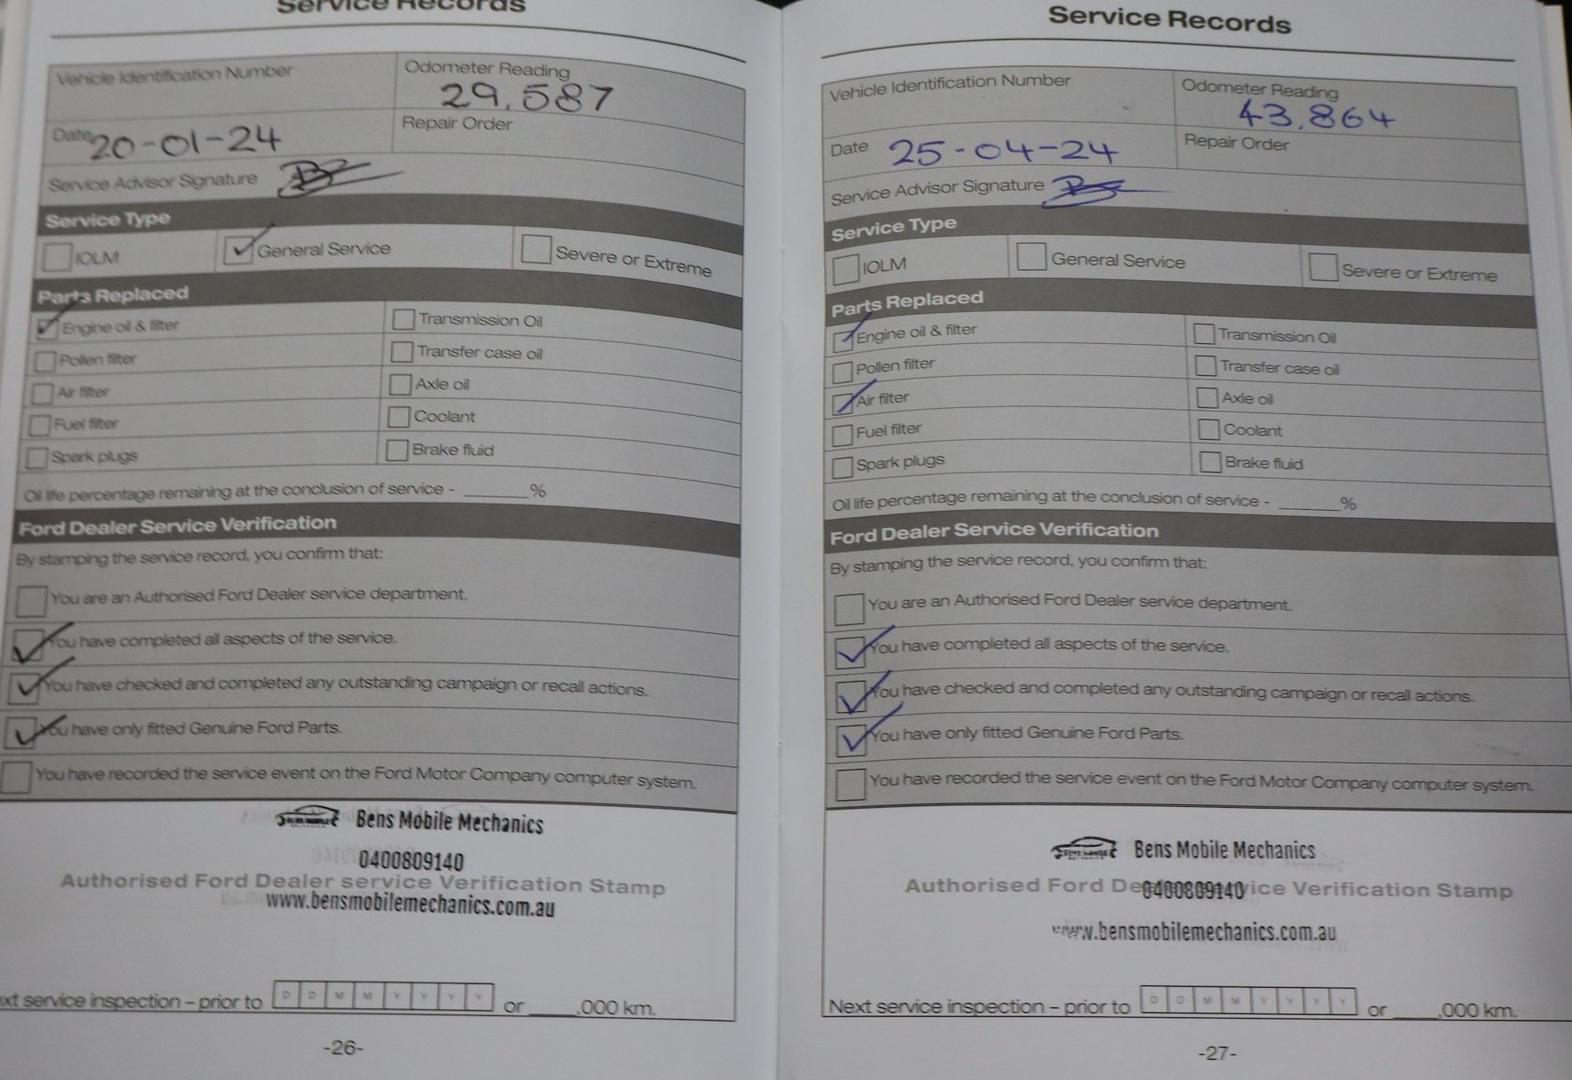 Service Records
Vehicle Identification Number
Odometer Reading
29,587
Date 20-01-24
Repair Order
Service Advisor Signature
Service Type
IOLM
General Service
Severe or Extreme
Parts Replaced
Engine oil & filter
Transmission Oil
Pollen filter
Transfer case oil
Air filter
Axle oil
Fuel filter
Coolant
Spark plugs
Brake fluid
Oil life percentage remaining at the conclusion of service - ______%
Ford Dealer Service Verification
By stamping the service record, you confirm that:
You are an Authorised Ford Dealer service department.
You have completed all aspects of the service.
You have checked and completed any outstanding campaign or recall actions.
You have only fitted Genuine Ford Parts.
You have recorded the service event on the Ford Motor Company computer system.
Bens Mobile Mechanics
0400809140
Authorised Ford Dealer service Verification Stamp
www.bensmobilemechanics.com.au
xt service inspection – prior to D D M M Y Y Y Y or _____,000 km.
-26-
Service Records
Vehicle Identification Number
Odometer Reading
43,864
Date 25-04-24
Repair Order
Service Advisor Signature
Service Type
IOLM
General Service
Severe or Extreme
Parts Replaced
Engine oil & filter
Transmission Oil
Pollen filter
Transfer case oil
Air filter
Axle oil
Fuel filter
Coolant
Spark plugs
Brake fluid
Oil life percentage remaining at the conclusion of service - ______%
Ford Dealer Service Verification
By stamping the service record, you confirm that:
You are an Authorised Ford Dealer service department.
You have completed all aspects of the service.
You have checked and completed any outstanding campaign or recall actions.
You have only fitted Genuine Ford Parts.
You have recorded the service event on the Ford Motor Company computer system.
Bens Mobile Mechanics
Authorised Ford De vice Verification Stamp
0400809140
www.bensmobilemechanics.com.au
Next service inspection – prior to D D M M Y Y Y Y or _____,000 km.
-27-